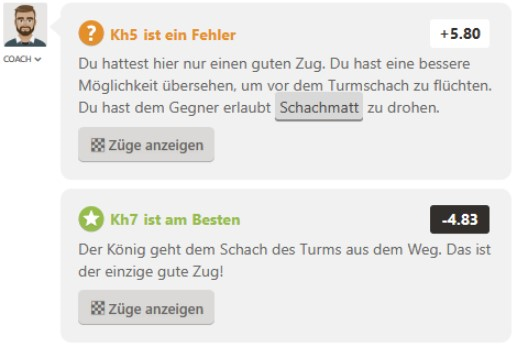 ? Kh5 ist ein Fehler +5.80
COACH
Du hattest hier nur einen guten Zug. Du hast eine bessere
Möglichkeit übersehen, um vor dem Turmschach zu flüchten.
Du hast dem Gegner erlaubt Schachmatt zu drohen.
Züge anzeigen
Kh7 ist am Besten -4.83
Der König geht dem Schach des Turms aus dem Weg. Das ist
der einzige gute Zug!
Züge anzeigen